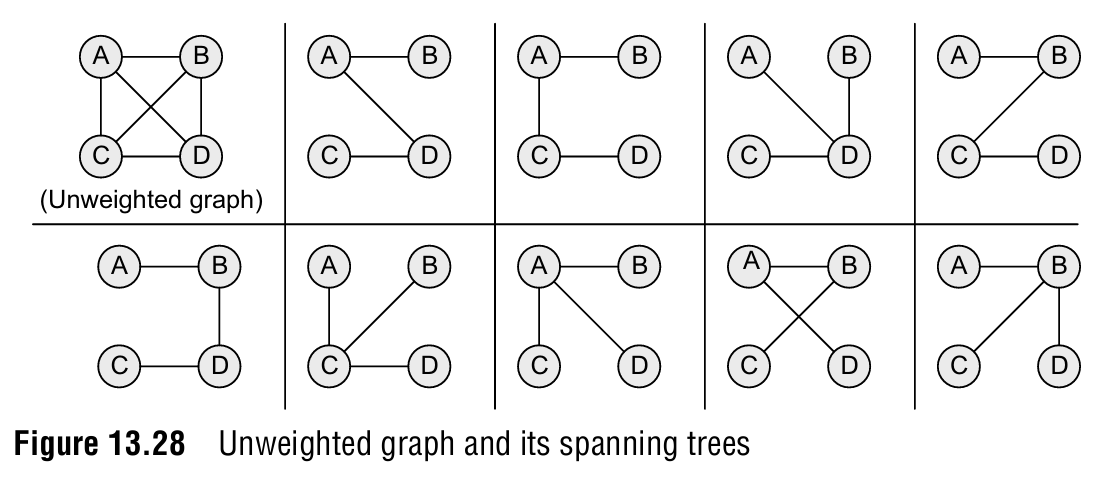 A B A B A B A B A B
C D C D C D C D C D
(Unweighted graph)
A B A B A B A B A B
C D C D C D C D C D
Figure 13.28 Unweighted graph and its spanning trees